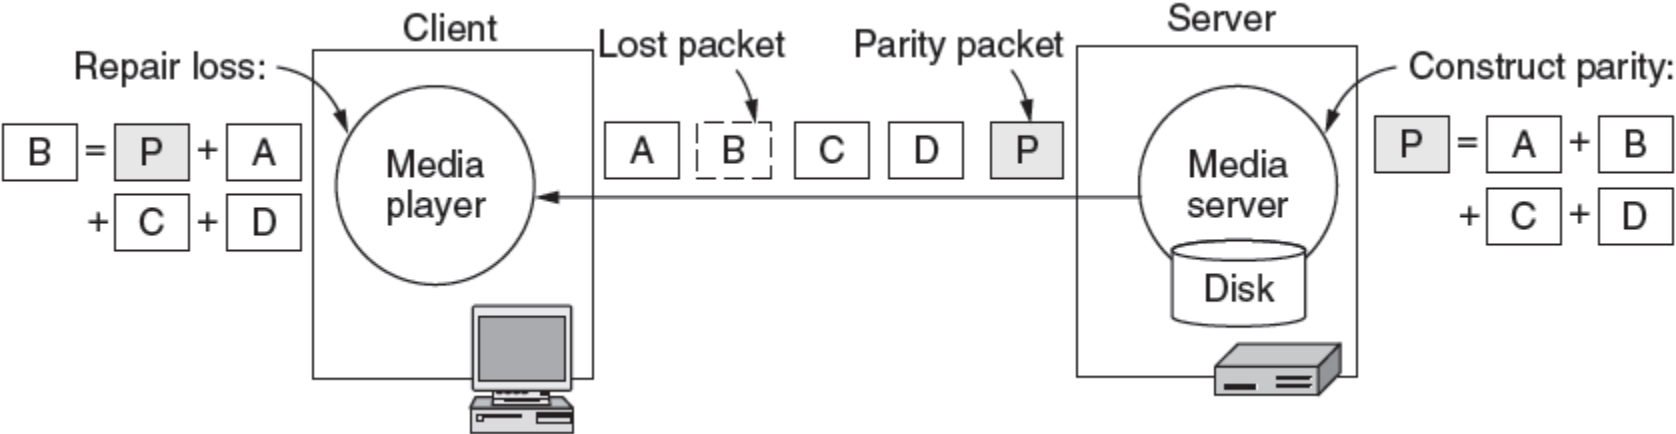 Client
Server
Repair loss:
Lost packet
Parity packet
Construct parity:
B = P + A
+ C + D
Media
player
A B C D P
Media
server
Disk
P = A + B
+ C + D